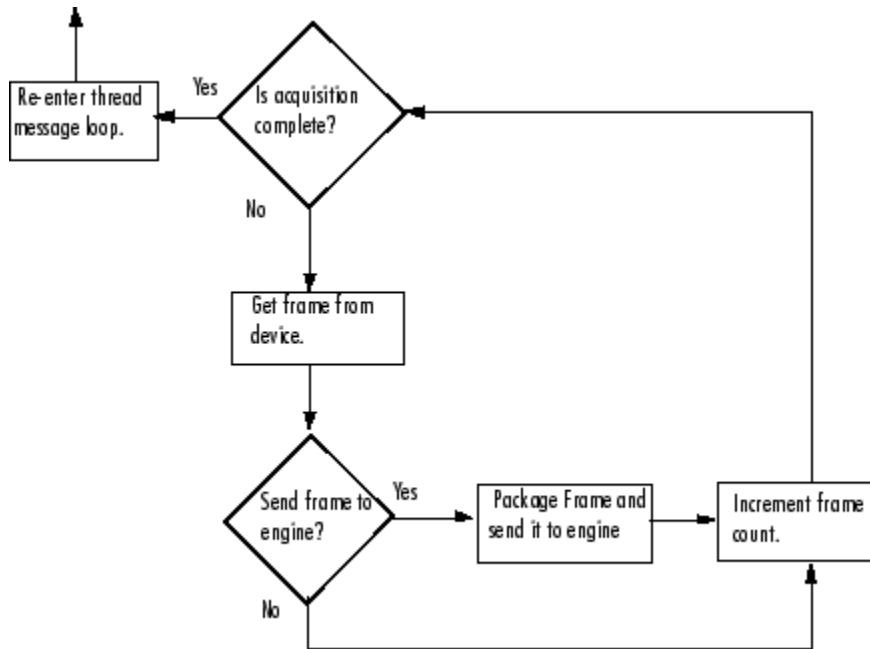 Yes
Re-enter thread
message loop.
Is acquisition
complete?
No
Get frame from
device.
Send frame to
engine?
Yes
Package Frame and
send it to engine
Increment frame
count.
No